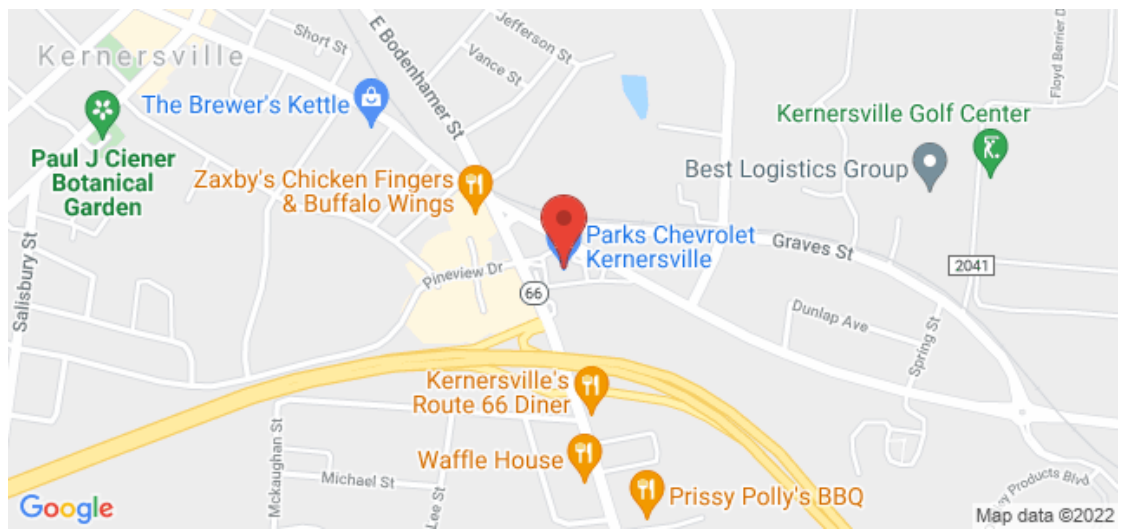 Kernersville
Short St
E Bodenhamer St
Jefferson St
Vance St
Floyd Berrier D
The Brewer's Kettle
Kernersville Golf Center
Paul J Ciener
Botanical
Garden
Zaxby's Chicken Fingers
& Buffalo Wings
Best Logistics Group
Parks Chevrolet
Kernersville
Graves St
2041
Pineview Dr
66
Salisbury St
Dunlap Ave
Spring St
Kernersville's
Route 66 Diner
Waffle House
Mckaughan St
Michael St
Lee St
Prissy Polly's BBQ
y Products Blvd
Google
Map data ©2022